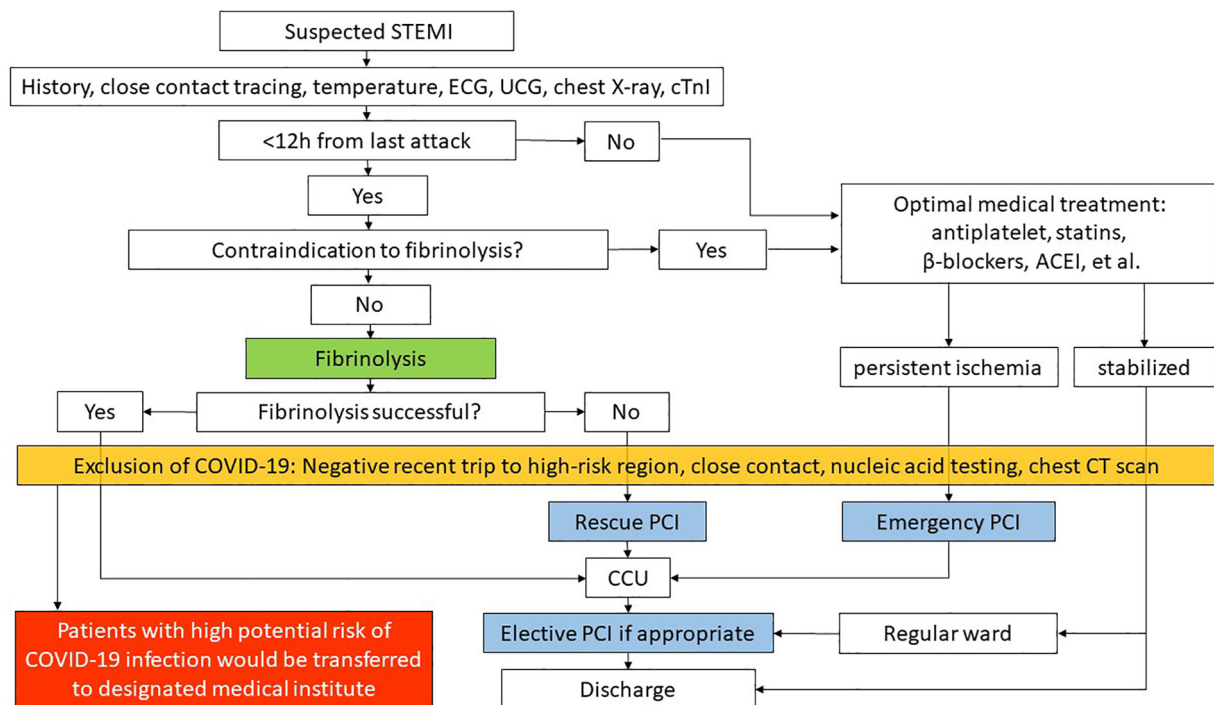 Suspected STEMI
History, close contact tracing, temperature, ECG, UCG, chest X-ray, cTnI
<12h from last attack
No
Yes
Optimal medical treatment:
antiplatelet, statins,
β-blockers, ACEI, et al.
Contraindication to fibrinolysis?
Yes
No
Fibrinolysis
persistent ischemia
stabilized
Yes
Fibrinolysis successful?
No
Exclusion of COVID-19: Negative recent trip to high-risk region, close contact, nucleic acid testing, chest CT scan
Rescue PCI
Emergency PCI
CCU
Patients with high potential risk of
COVID-19 infection would be transferred
to designated medical institute
Elective PCI if appropriate
Regular ward
Discharge